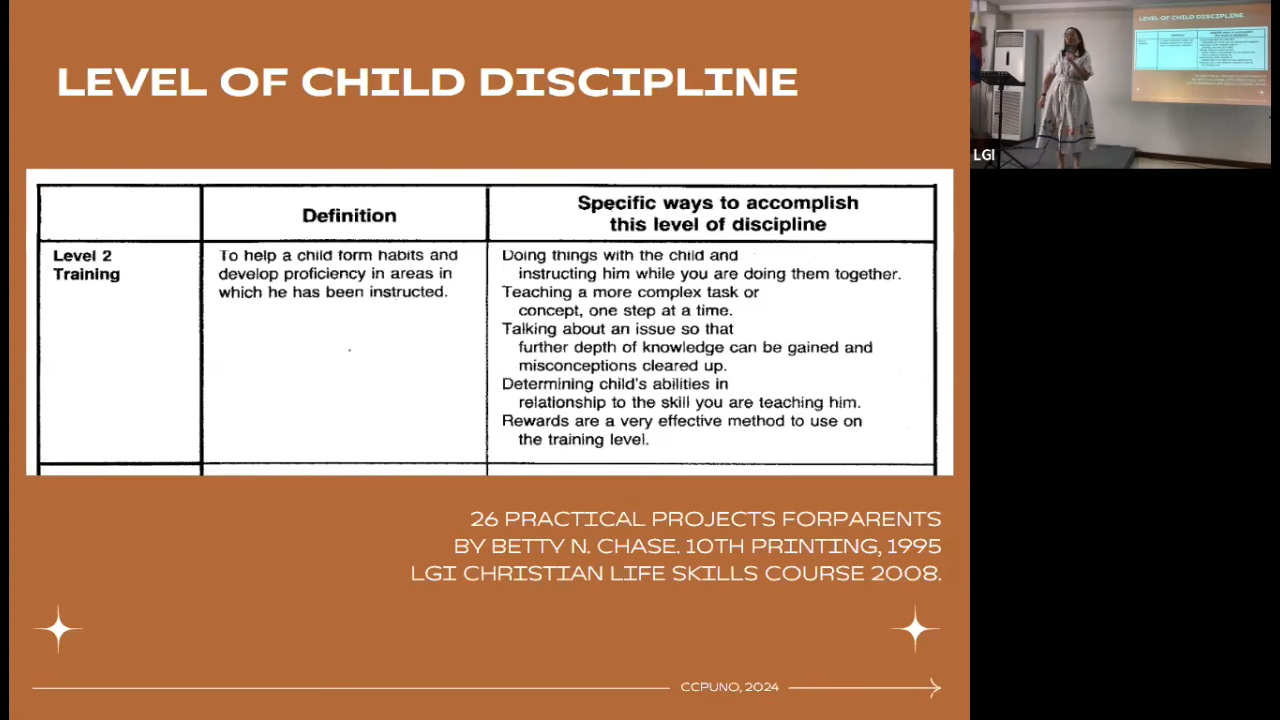 LEVEL OF CHILD DISCIPLINE
Definition
Specific ways to accomplish
this level of discipline
Level 2
Training
To help a child form habits and
develop proficiency in areas in
which he has been instructed.
Doing things with the child and
instructing him while you are doing them together.
Teaching a more complex task or
concept, one step at a time.
Talking about an issue so that
further depth of knowledge can be gained and
misconceptions cleared up.
Determining child's abilities in
relationship to the skill you are teaching him.
Rewards are a very effective method to use on
the training level.
26 PRACTICAL PROJECTS FORPARENTS
BY BETTY N. CHASE. 10TH PRINTING, 1995
LGI CHRISTIAN LIFE SKILLS COURSE 2008.
CCPUNO, 2024
LEVEL OF CHILD DISCIPLINE
LGI